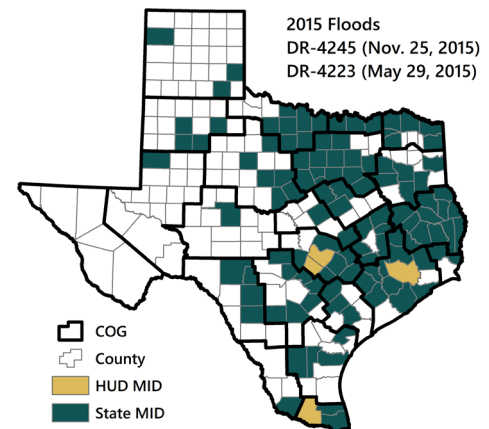 2015 Floods
DR-4245 (Nov. 25, 2015)
DR-4223 (May 29, 2015)
COG
County
HUD MID
State MID